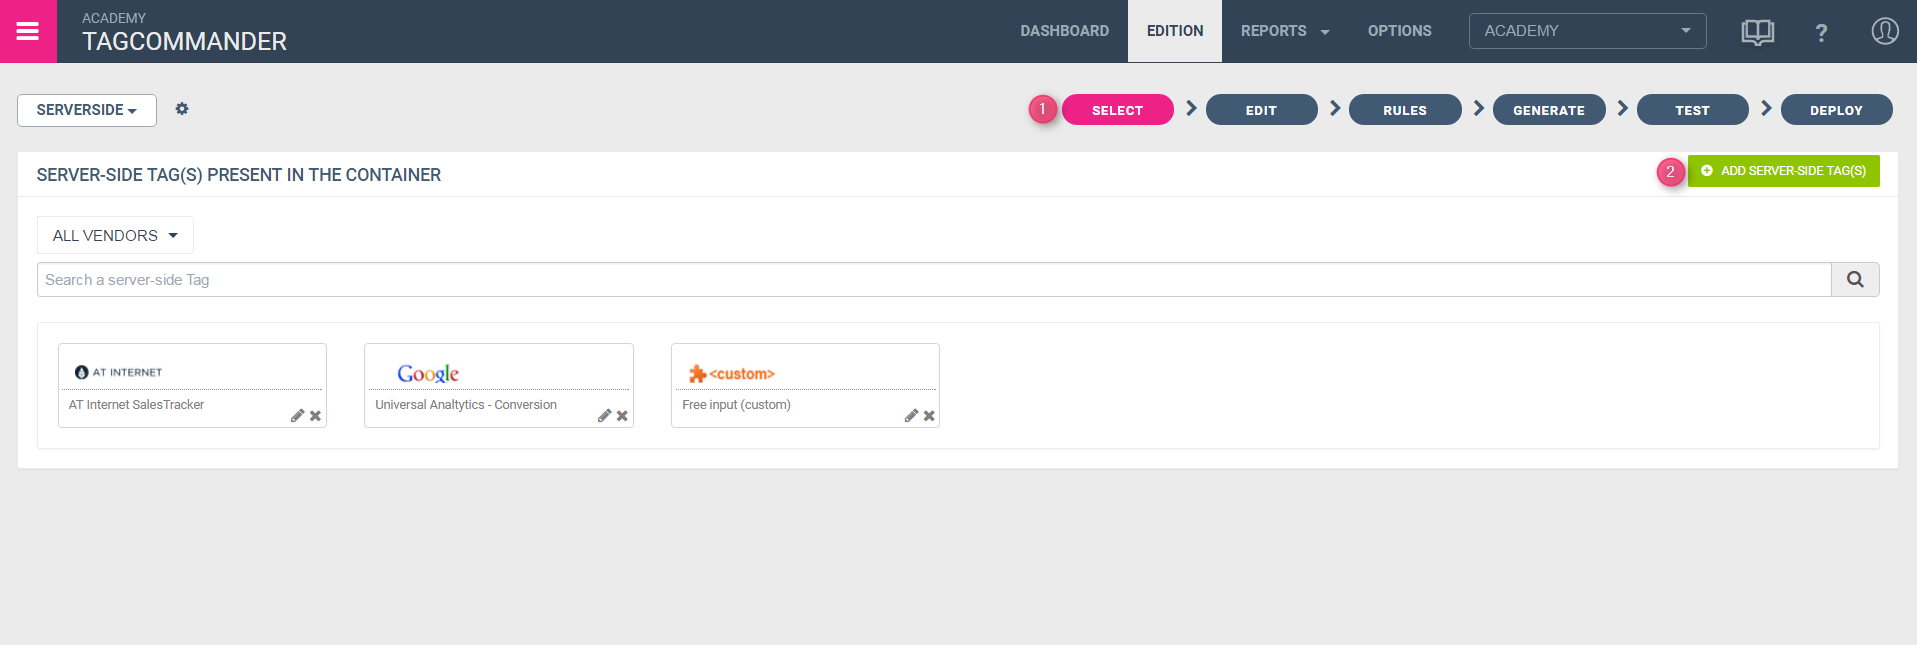 ACADEMY
TAGCOMMANDER
DASHBOARD
EDITION
REPORTS
OPTIONS
ACADEMY
?
SERVERSIDE
1
SELECT
EDIT
RULES
GENERATE
TEST
DEPLOY
SERVER-SIDE TAG(S) PRESENT IN THE CONTAINER
2
ADD SERVER-SIDE TAG(S)
ALL VENDORS
Search a server-side Tag
AT INTERNET
AT Internet SalesTracker
Google
Universal Analtytics - Conversion
<custom>
Free input (custom)